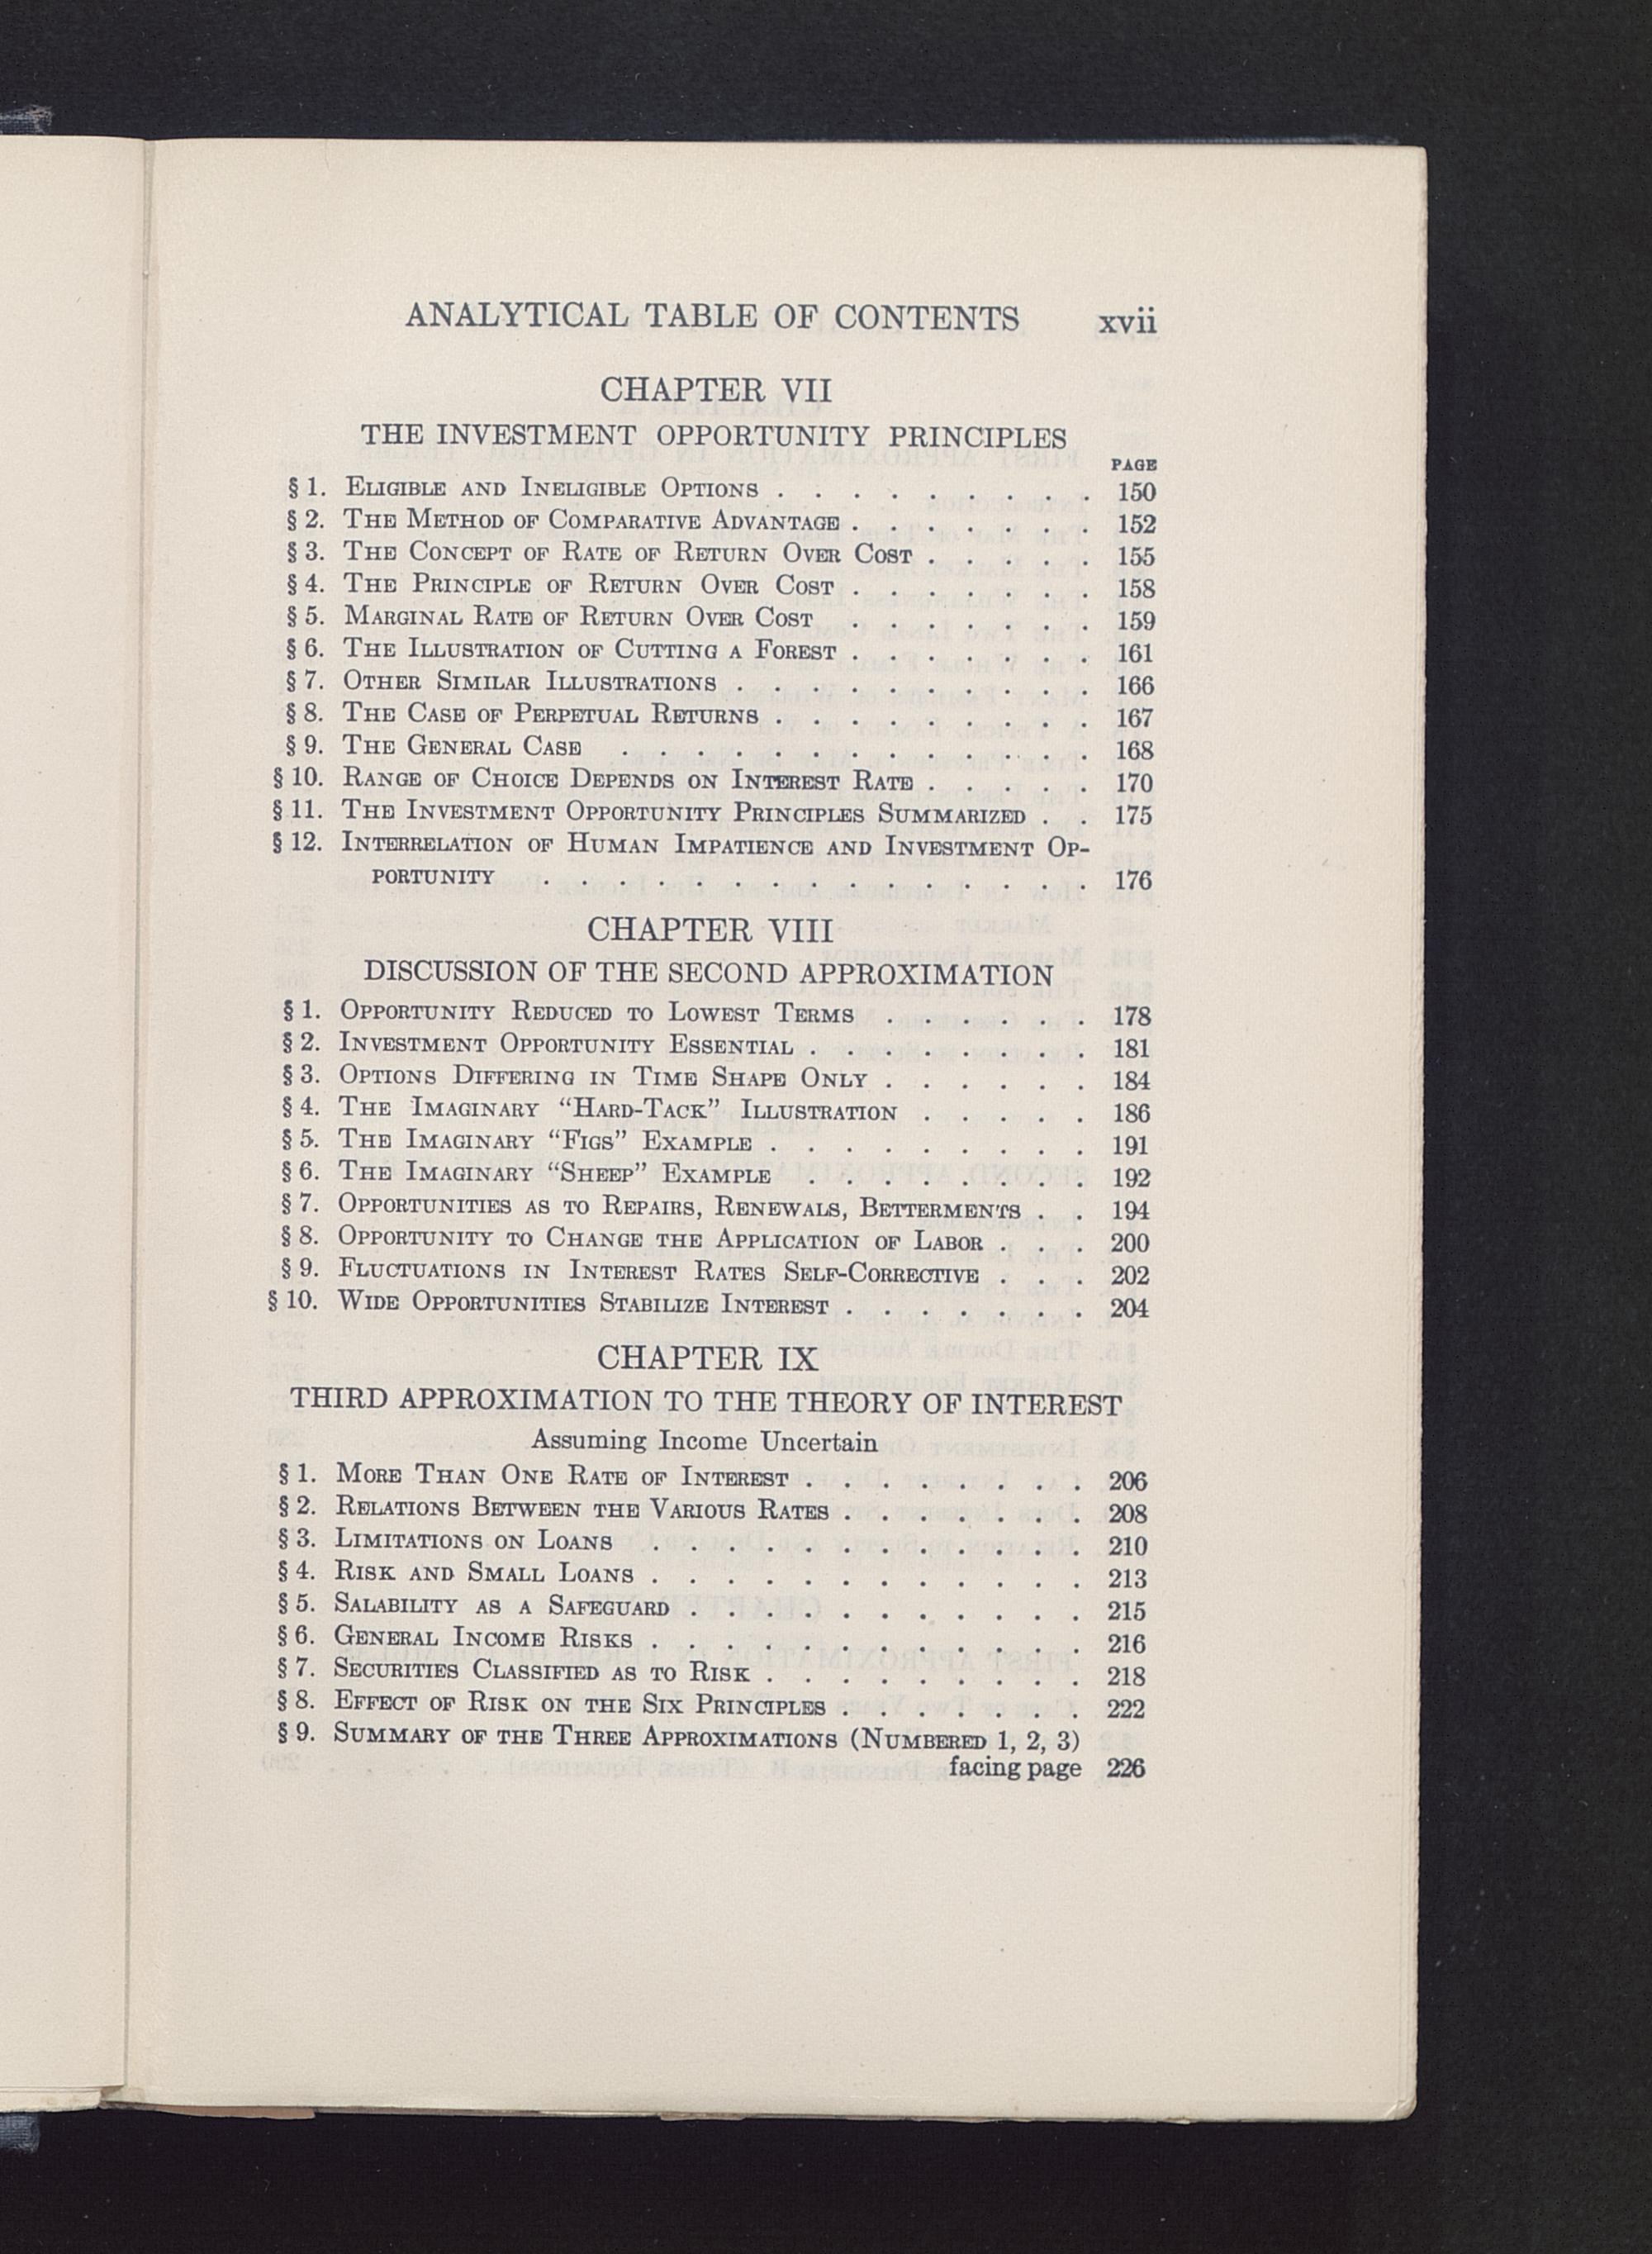 ANALYTICAL TABLE OF CONTENTS xvii
CHAPTER VII
THE INVESTMENT OPPORTUNITY PRINCIPLES
PAGE
§ 1. ELIGIBLE AND INELIGIBLE OPTIONS . . . . . . . . . 150
§ 2. THE METHOD OF COMPARATIVE ADVANTAGE . . . . . . . 152
§ 3. THE CONCEPT OF RATE OF RETURN OVER COST . . . . . 155
§ 4. THE PRINCIPLE OF RETURN OVER COST . . . . . . . 158
§ 5. MARGINAL RATE OF RETURN OVER COST . . . . . . . 159
§ 6. THE ILLUSTRATION OF CUTTING A FOREST . . . . . . . 161
§ 7. OTHER SIMILAR ILLUSTRATIONS . . . . . . . . . . 166
§ 8. THE CASE OF PERPETUAL RETURNS . . . . . . . . . 167
§ 9. THE GENERAL CASE . . . . . . . . . . . . . 168
§ 10. RANGE OF CHOICE DEPENDS ON INTEREST RATE . . . . . 170
§ 11. THE INVESTMENT OPPORTUNITY PRINCIPLES SUMMARIZED . . 175
§ 12. INTERRELATION OF HUMAN IMPATIENCE AND INVESTMENT OP-
PORTUNITY . . . . . . . . . . . . . . . 176
CHAPTER VIII
DISCUSSION OF THE SECOND APPROXIMATION
§ 1. OPPORTUNITY REDUCED TO LOWEST TERMS . . . . . . 178
§ 2. INVESTMENT OPPORTUNITY ESSENTIAL . . . . . . . . 181
§ 3. OPTIONS DIFFERING IN TIME SHAPE ONLY . . . . . . 184
§ 4. THE IMAGINARY “HARD-TACK” ILLUSTRATION . . . . . 186
§ 5. THE IMAGINARY “FIGS” EXAMPLE . . . . . . . . . 191
§ 6. THE IMAGINARY “SHEEP” EXAMPLE . . . . . . . . 192
§ 7. OPPORTUNITIES AS TO REPAIRS, RENEWALS, BETTERMENTS . . 194
§ 8. OPPORTUNITY TO CHANGE THE APPLICATION OF LABOR . . . 200
§ 9. FLUCTUATIONS IN INTEREST RATES SELF-CORRECTIVE . . . 202
§ 10. WIDE OPPORTUNITIES STABILIZE INTEREST . . . . . . . 204
CHAPTER IX
THIRD APPROXIMATION TO THE THEORY OF INTEREST
Assuming Income Uncertain
§ 1. MORE THAN ONE RATE OF INTEREST . . . . . . . . 206
§ 2. RELATIONS BETWEEN THE VARIOUS RATES . . . . . . . 208
§ 3. LIMITATIONS ON LOANS . . . . . . . . . . . . 210
§ 4. RISK AND SMALL LOANS . . . . . . . . . . . . 213
§ 5. SALABILITY AS A SAFEGUARD . . . . . . . . . . . 215
§ 6. GENERAL INCOME RISKS . . . . . . . . . . . . 216
§ 7. SECURITIES CLASSIFIED AS TO RISK . . . . . . . . . 218
§ 8. EFFECT OF RISK ON THE SIX PRINCIPLES . . . . . . . 222
§ 9. SUMMARY OF THE THREE APPROXIMATIONS (NUMBERED 1, 2, 3)
facing page 226